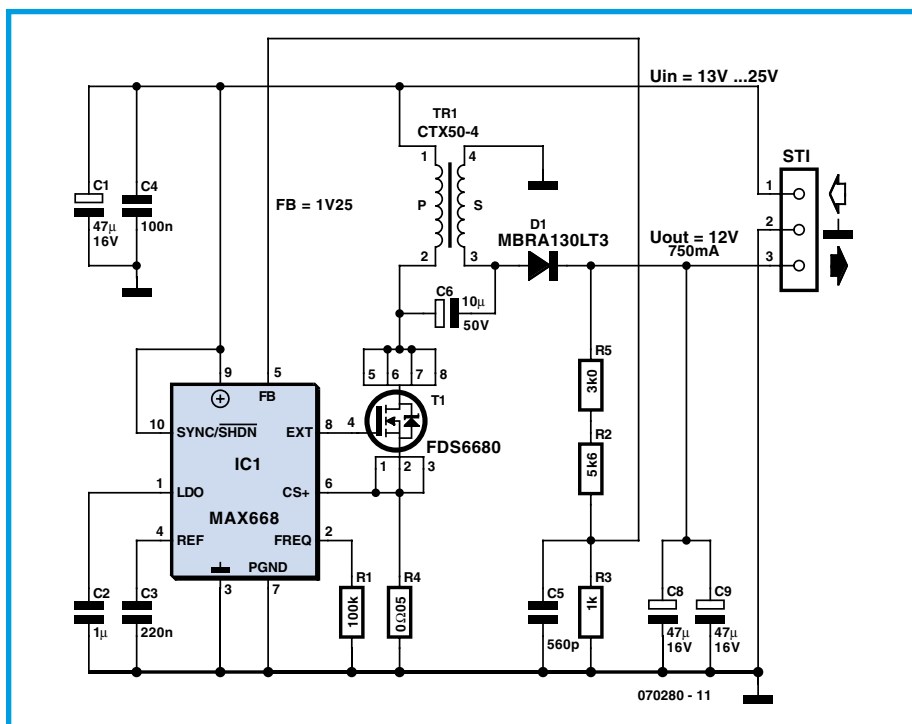 Uin = 13V ...25V
TR1
CTX50-4
1
4
P
S
2
3
STI
1
2
3
C1
47µ
16V
C4
100n
FB = 1V25
D1
MBRA130LT3
Uout = 12V
750mA
C6
10µ
50V
5
6
7
8
T1
FDS6680
4
1
2
3
9
5
FB
10
SYNC/SHDN
EXT
8
IC1
1
LDO
CS+
6
MAX668
4
REF
FREQ
2
PGND
3
7
R5
3k0
R2
5k6
C2
1µ
C3
220n
R1
100k
R4
0Ω05
C5
560p
R3
1k
C8
47µ
16V
C9
47µ
16V
070280 - 11